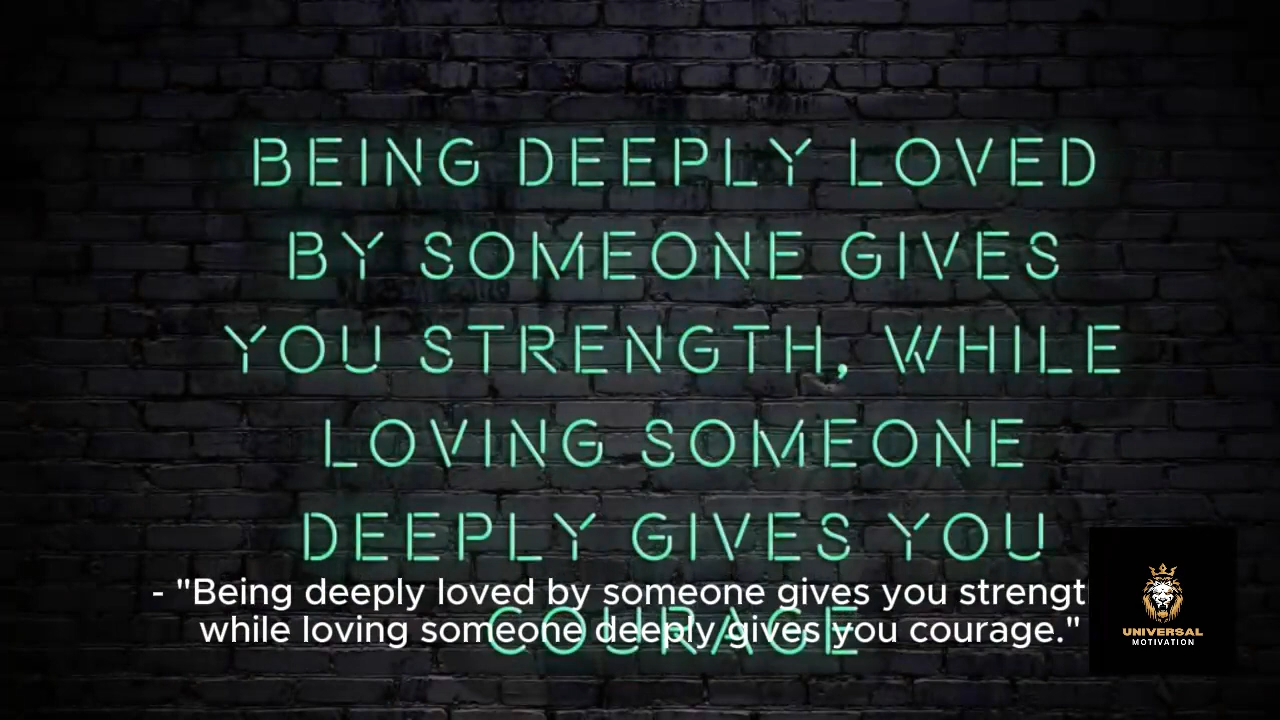 BEING DEEPLY LOVED
BY SOMEONE GIVES
YOU STRENGTH, WHILE
LOVING SOMEONE
DEEPLY GIVES YOU
COURAGE
- "Being deeply loved by someone gives you strengt
while loving someone deeply gives you courage."
UNIVERSAL
MOTIVATION